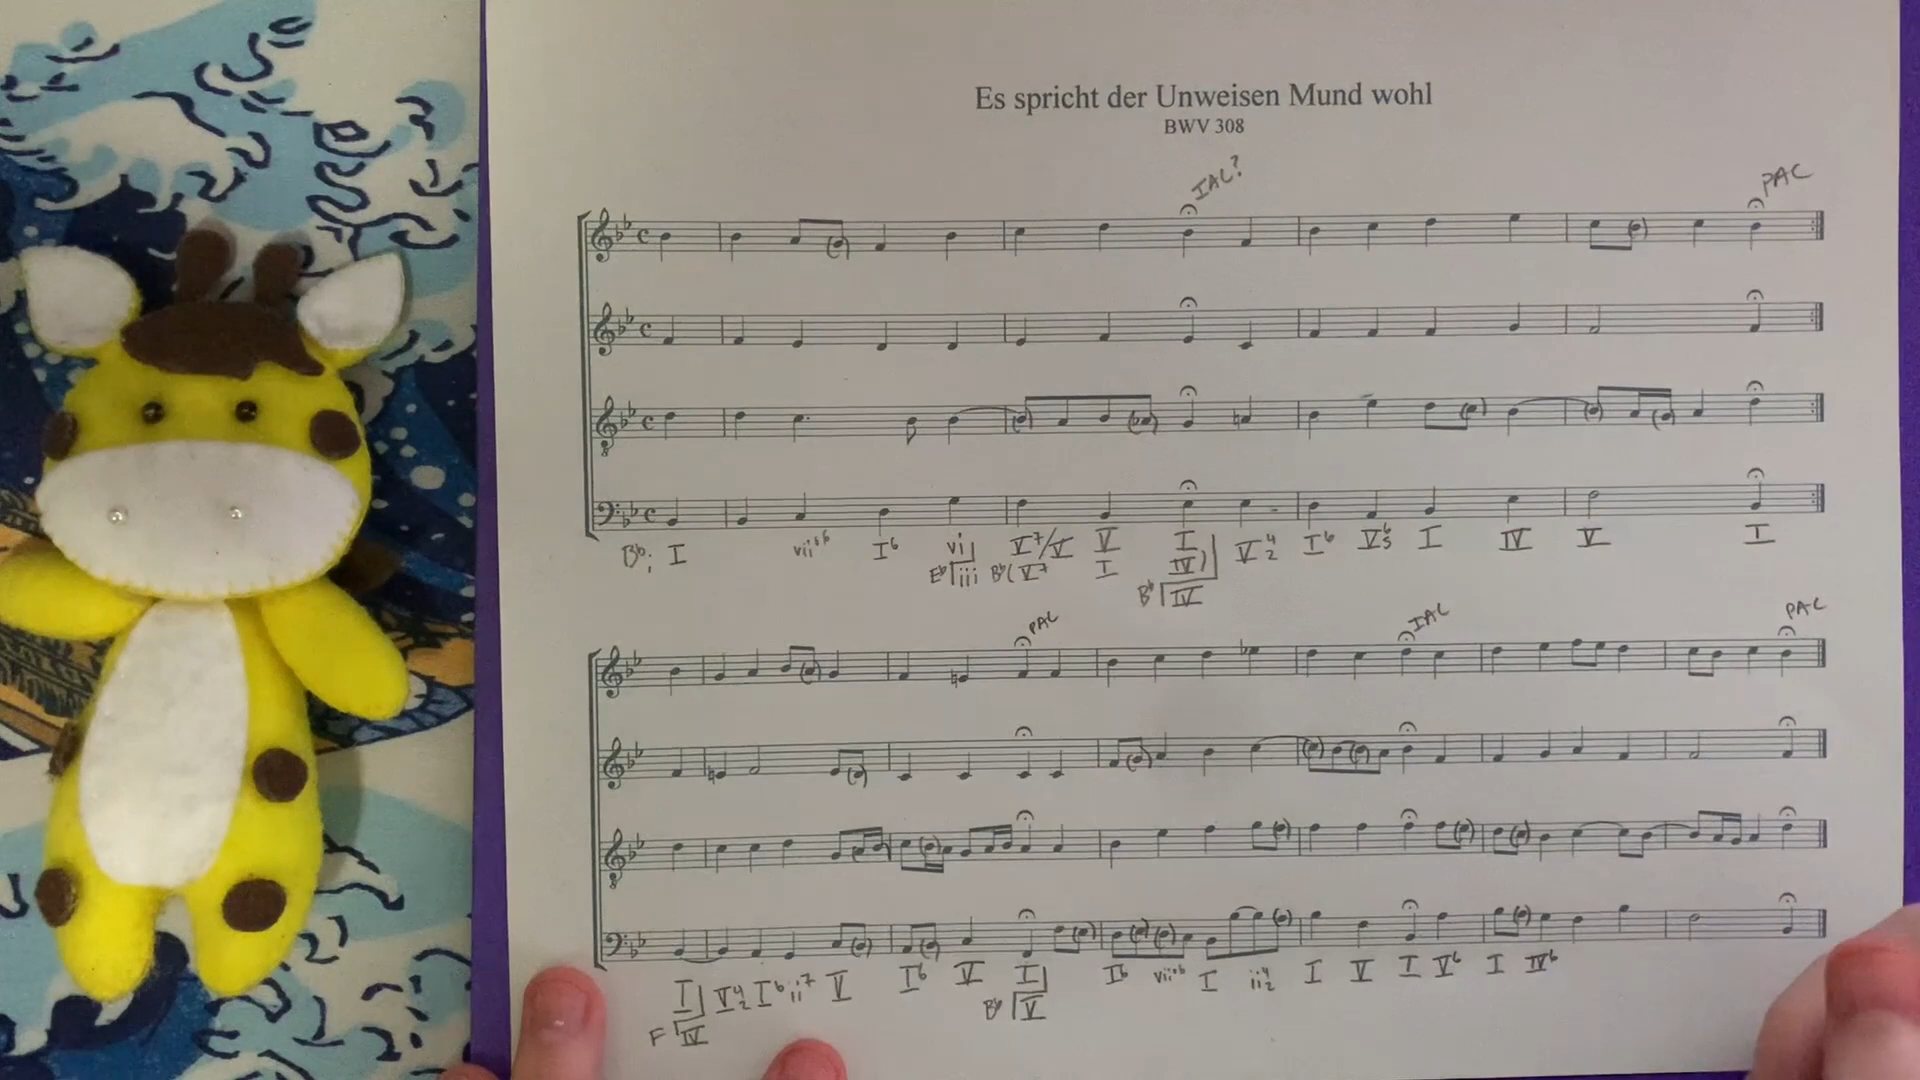 Es spricht der Unweisen Mund wohl
BWV 308
IAC? PAC
B♭: I vii°6 I6 vi V7/V V I V4/2 I6 V6/5 I IV V I
E♭ iii B♭(V7 I IV)
B♭ IV
PAC IAC PAC
I V4/2 I6 ii7 V I6 V I I6 vii°6 I ii4/2 I V I V6 I IV6
F IV B♭ V